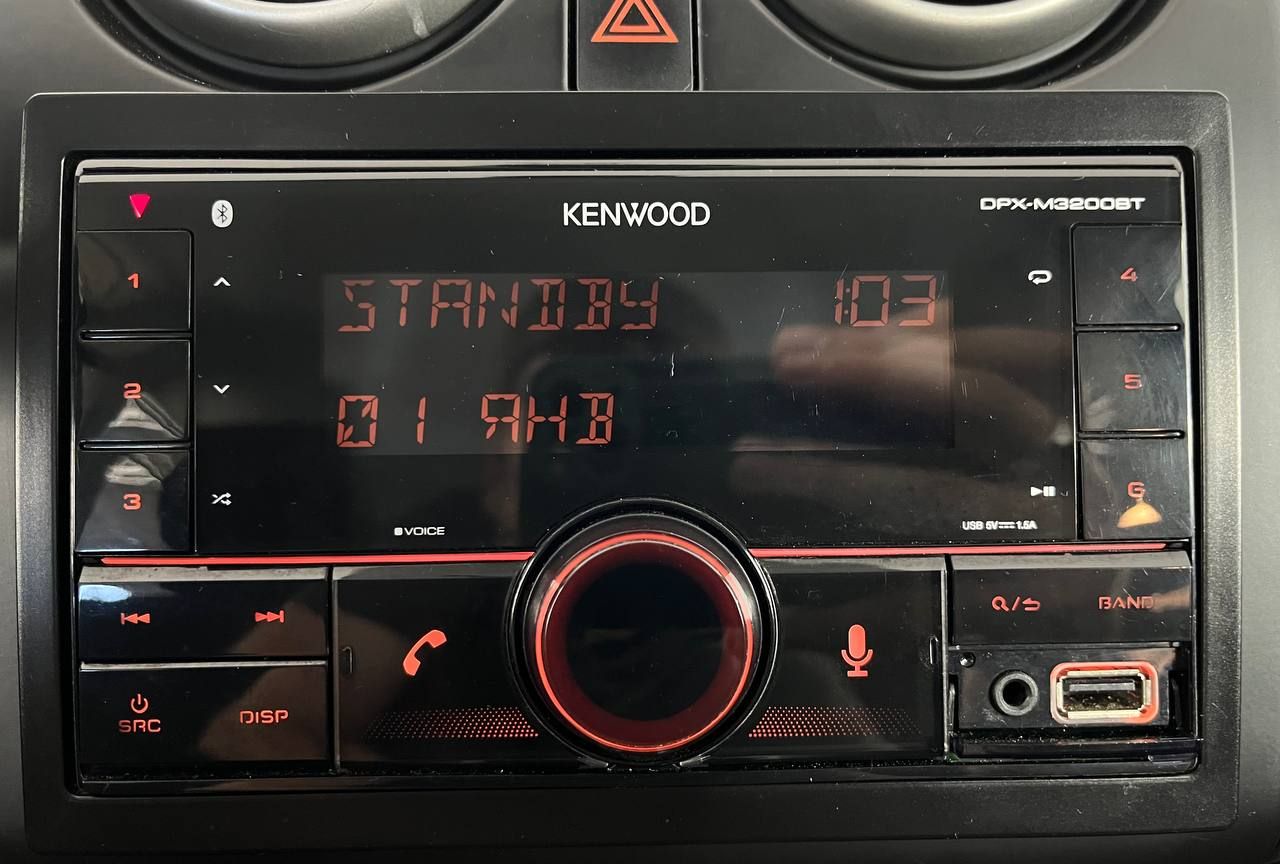 KENWOOD
DPX-M3200BT
1
4
STANDBY 1:03
2
5
01 ЯНВ
3
6
VOICE
USB 5V 1.5A
Q/
BAND
SRC
DISP